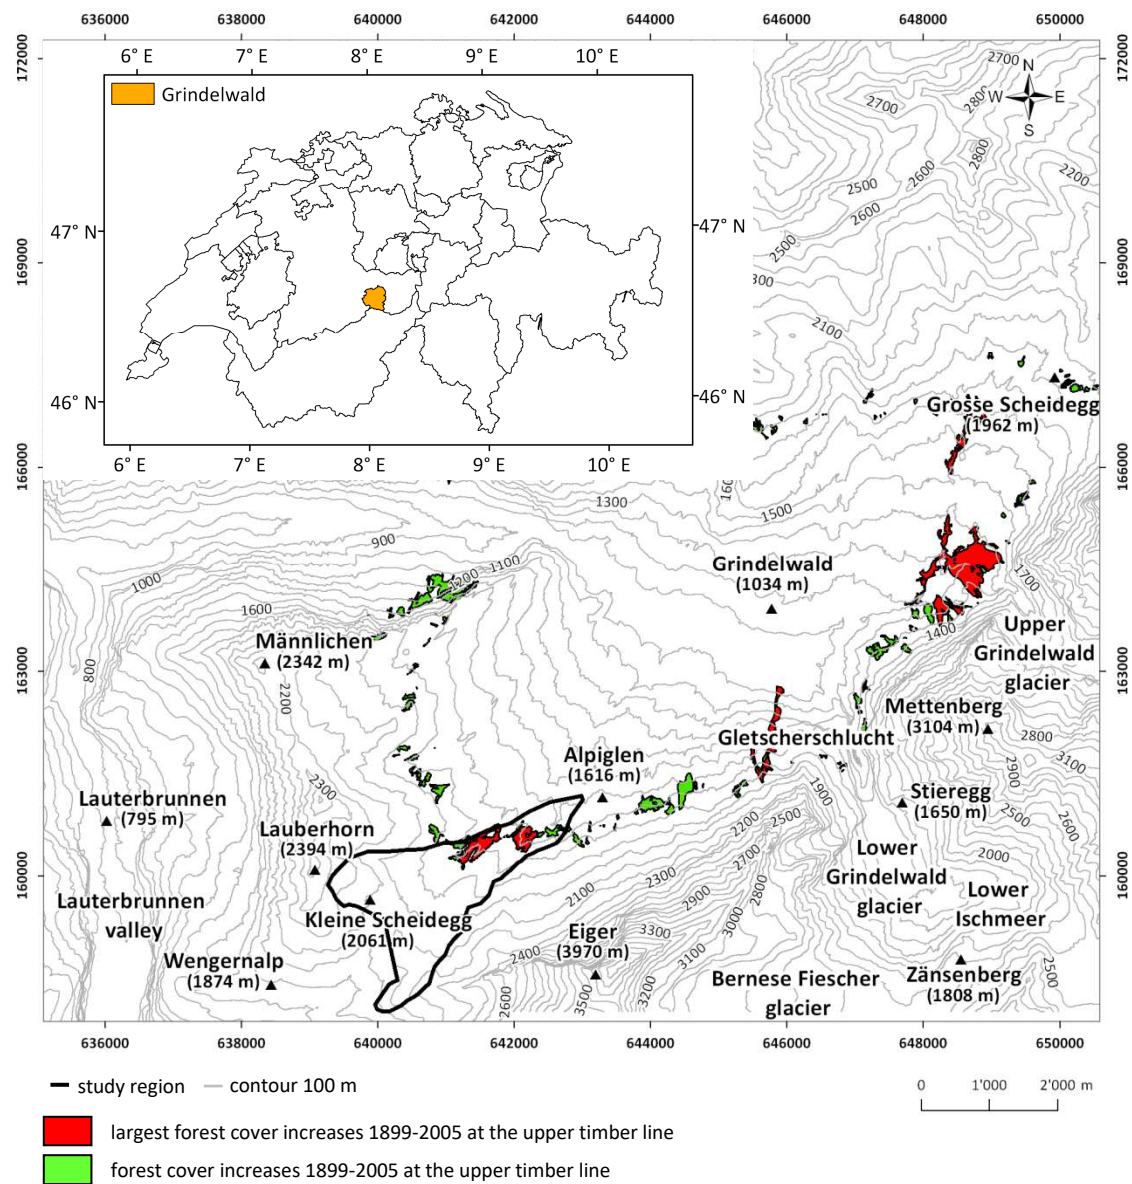 636000 638000 640000 642000 644000 646000 648000 650000
172000
169000
166000
163000
160000
172000
169000
166000
163000
160000
6° E 7° E 8° E 9° E 10° E
Grindelwald
47° N
47° N
46° N
46° N
6° E 7° E 8° E 9° E 10° E
N
W E
S
2700
2800
2700
2800
2200
2600
2500
2600
2500
300
2100
Grosse Scheidegg
(1962 m)
1300
160
1500
900
1000
1200
1100
1600
Grindelwald
(1034 m)
1700
1400
Upper
Grindelwald
glacier
Männlichen
(2342 m)
800
2200
Mettenberg
(3104 m)
2800
3100
2900
Gletscherschlucht
Alpiglen
(1616 m)
1900
Stieregg
(1650 m)
2500
2600
2300
Lauterbrunnen
(795 m)
Lauberhorn
(2394 m)
2200
2500
2700
2000
Lower
Grindelwald
glacier
Lower
Ischmeer
2100
2300
2900
2800
3000
Lauterbrunnen
valley
Kleine Scheidegg
(2061 m)
Eiger
(3970 m)
3300
3100
2400
Wengernalp
(1874 m)
2600
3500
3200
Bernese Fiescher
glacier
Zänsenberg
(1808 m)
2500
636000 638000 640000 642000 644000 646000 648000 650000
study region contour 100 m
0 1'000 2'000 m
largest forest cover increases 1899-2005 at the upper timber line
forest cover increases 1899-2005 at the upper timber line